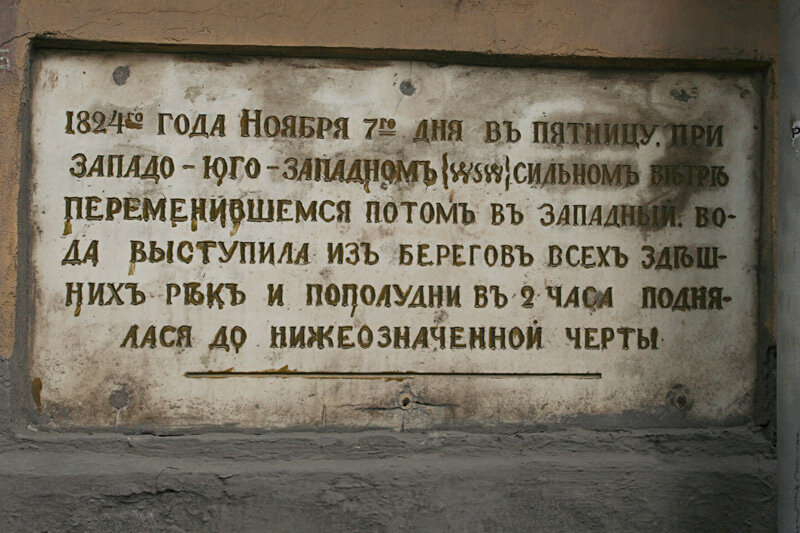 1824го ГОДА НОЯБРЯ 7го ДНЯ ВЪ ПЯТНИЦУ, ПРИ
ЗАПАДО - ЮГО - ЗАПАДНОМЪ {WSW} СИЛЬНОМЪ ВѢТРѢ
ПЕРЕМЕНИВШЕМСЯ ПОТОМЪ ВЪ ЗАПАДНЫЙ, ВО-
ДА ВЫСТУПИЛА ИЗЪ БЕРЕГОВЪ ВСЕХЪ ЗДѢШ-
НИХЪ РѢКЪ И ПОПОЛУДНИ ВЪ 2 ЧАСА ПОДНЯ-
ЛАСЯ ДО НИЖЕОЗНАЧЕННОЙ ЧЕРТЫ